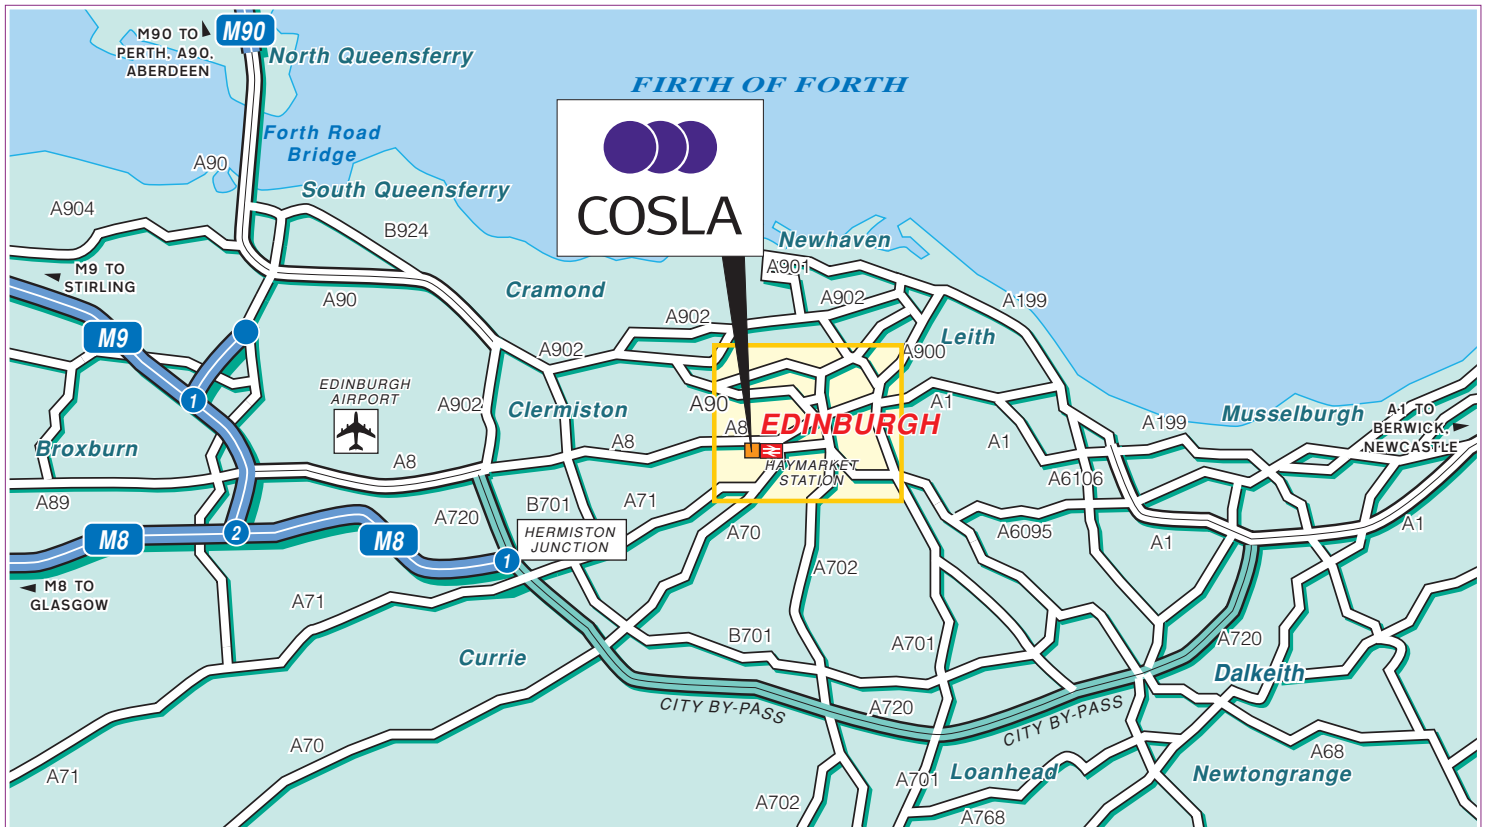 M90 TO
PERTH, A90,
ABERDEEN
M90
North Queensferry
FIRTH OF FORTH
Forth Road
Bridge
A90
South Queensferry
COSLA
A904
B924
Newhaven
A901
M9 TO
STIRLING
A90
Cramond
A902
A902
A199
M9
A902
Leith
A900
1
EDINBURGH
AIRPORT
A902
Clermiston
A90
A1
Musselburgh
A1 TO
BERWICK,
NEWCASTLE
A199
Broxburn
A8
A8
A8
EDINBURGH
A1
HAYMARKET
STATION
A6106
A89
A720
B701
A71
M8
2
M8
HERMISTON
JUNCTION
1
A70
A6095
A1
A1
M8 TO
GLASGOW
A71
A702
B701
A701
A720
Currie
Dalkeith
CITY BY-PASS
A720
CITY BY-PASS
A70
A68
A71
A701
Loanhead
Newtongrange
A702
A768